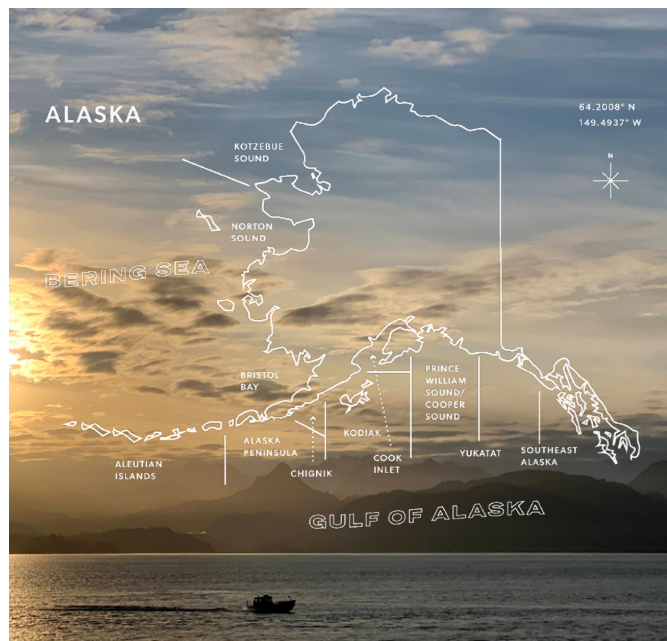 ALASKA
64.2008° N
149.4937° W
N
KOTZEBUE
SOUND
NORTON
SOUND
BERING SEA
BRISTOL
BAY
PRINCE
WILLIAM
SOUND/
COOPER
SOUND
ALASKA
PENINSULA
KODIAK
COOK
INLET
YUKATAT
SOUTHEAST
ALASKA
ALEUTIAN
ISLANDS
CHIGNIK
GULF OF ALASKA